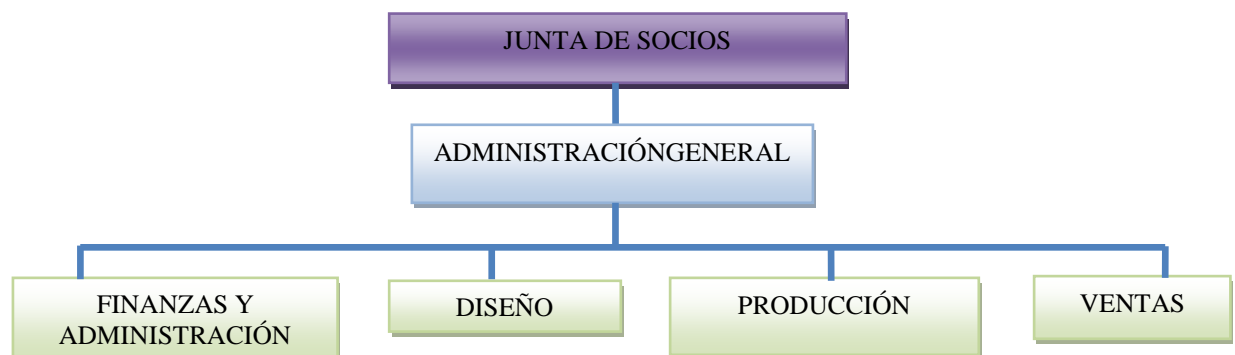 JUNTA DE SOCIOS
ADMINISTRACIÓNGENERAL
FINANZAS Y
ADMINISTRACIÓN
DISEÑO
PRODUCCIÓN
VENTAS